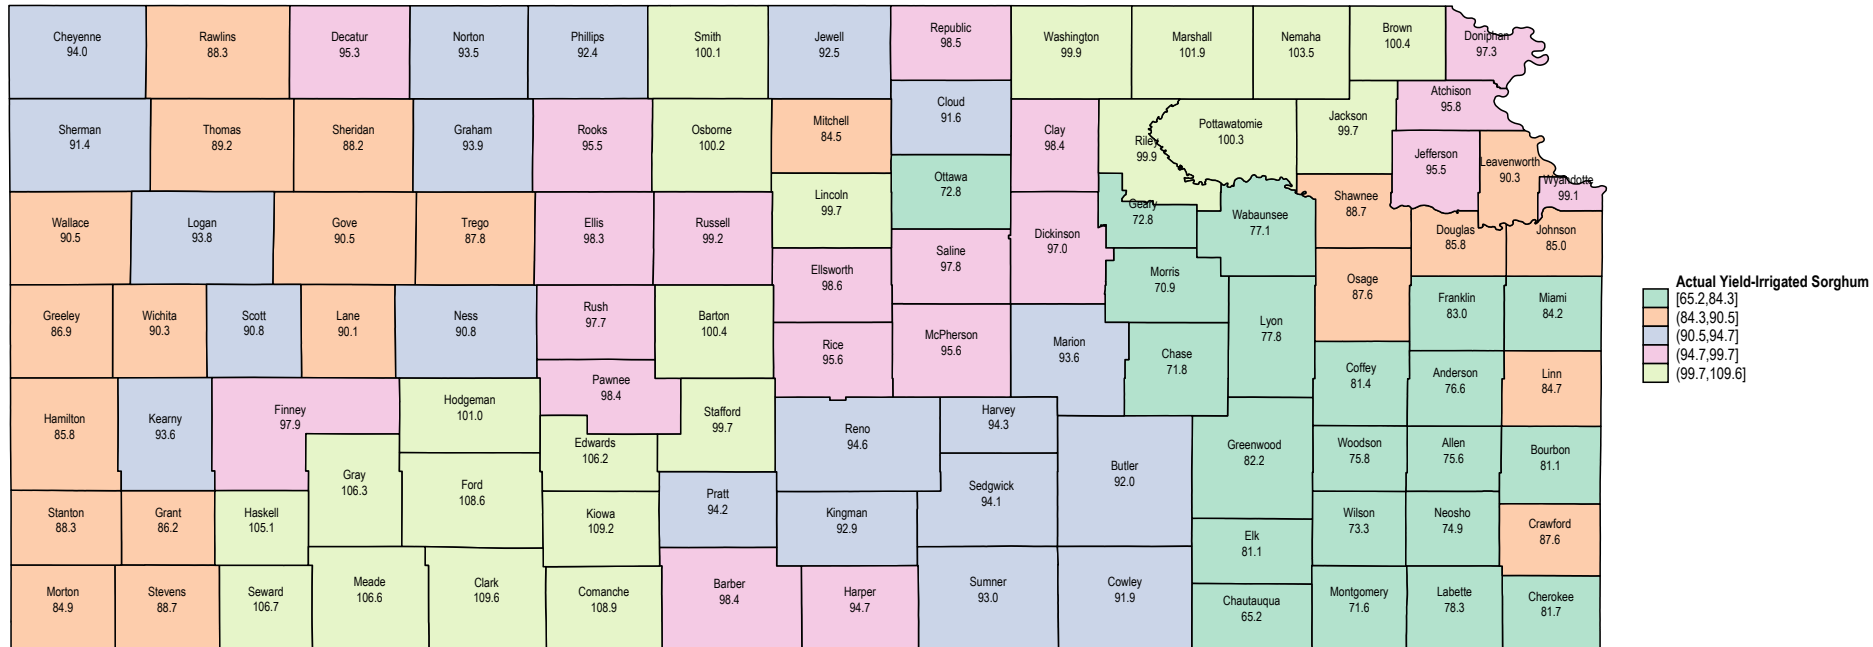 Cheyenne
94.0
Rawlins
88.3
Decatur
95.3
Norton
93.5
Phillips
92.4
Smith
100.1
Jewell
92.5
Republic
98.5
Washington
99.9
Marshall
101.9
Nemaha
103.5
Brown
100.4
Doniphan
97.3
Sherman
91.4
Thomas
89.2
Sheridan
88.2
Graham
93.9
Rooks
95.5
Osborne
100.2
Mitchell
84.5
Cloud
91.6
Clay
98.4
Riley
99.9
Pottawatomie
100.3
Jackson
99.7
Atchison
95.8
Jefferson
95.5
Leavenworth
90.3
Wyandotte
99.1
Wallace
90.5
Logan
93.8
Gove
90.5
Trego
87.8
Ellis
98.3
Russell
99.2
Lincoln
99.7
Ottawa
72.8
Saline
97.8
Dickinson
97.0
Geary
72.8
Wabaunsee
77.1
Shawnee
88.7
Douglas
85.8
Johnson
85.0
Greeley
86.9
Wichita
90.3
Scott
90.8
Lane
90.1
Ness
90.8
Rush
97.7
Barton
100.4
Ellsworth
98.6
Rice
95.6
McPherson
95.6
Marion
93.6
Morris
70.9
Chase
71.8
Lyon
77.8
Osage
87.6
Franklin
83.0
Miami
84.2
Coffey
81.4
Anderson
76.6
Linn
84.7
Hamilton
85.8
Kearny
93.6
Finney
97.9
Hodgeman
101.0
Pawnee
98.4
Edwards
106.2
Stafford
99.7
Reno
94.6
Harvey
94.3
Sedgwick
94.1
Butler
92.0
Greenwood
82.2
Woodson
75.8
Allen
75.6
Bourbon
81.1
Gray
106.3
Ford
108.6
Kiowa
109.2
Pratt
94.2
Kingman
92.9
Stanton
88.3
Grant
86.2
Haskell
105.1
Elk
81.1
Wilson
73.3
Neosho
74.9
Crawford
87.6
Morton
84.9
Stevens
88.7
Seward
106.7
Meade
106.6
Clark
109.6
Comanche
108.9
Barber
98.4
Harper
94.7
Sumner
93.0
Cowley
91.9
Chautauqua
65.2
Montgomery
71.6
Labette
78.3
Cherokee
81.7
Actual Yield-Irrigated Sorghum
[65.2,84.3]
(84.3,90.5]
(90.5,94.7]
(94.7,99.7]
(99.7,109.6]